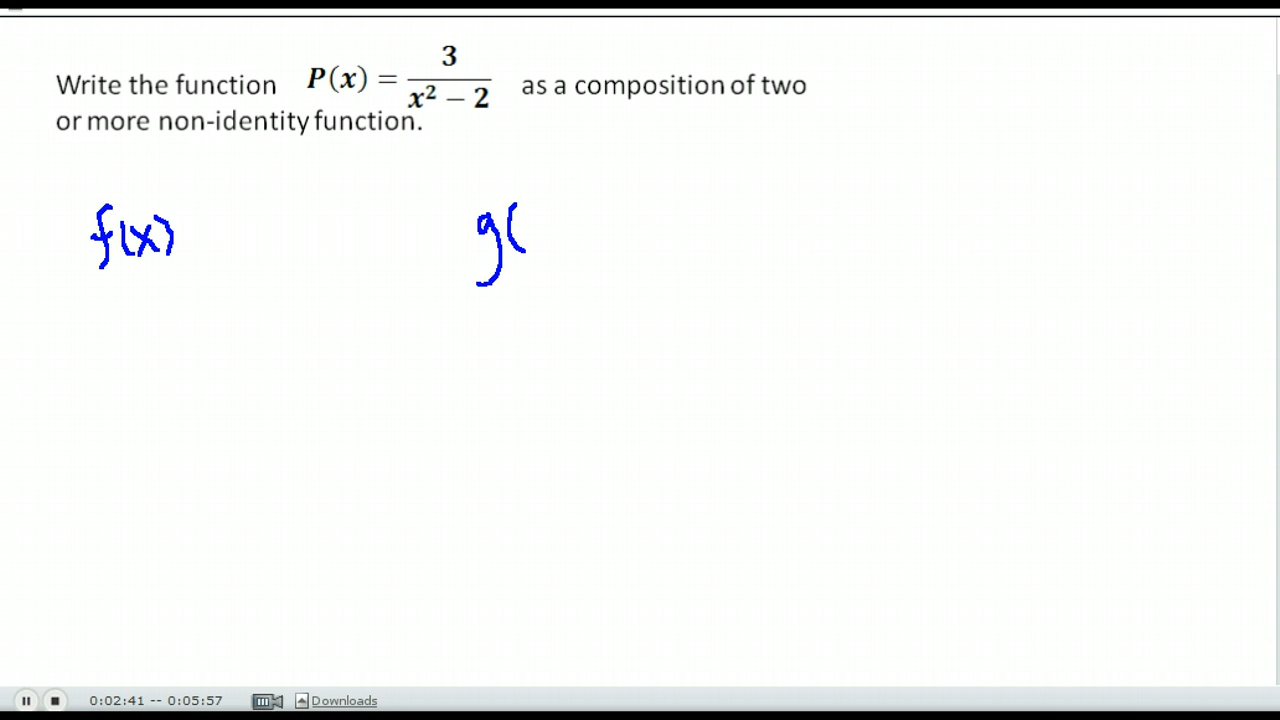 Write the function P(x) = 3 / (x² − 2) as a composition of two
or more non-identity function.
f(x) g(
0:02:41 -- 0:05:57 Downloads